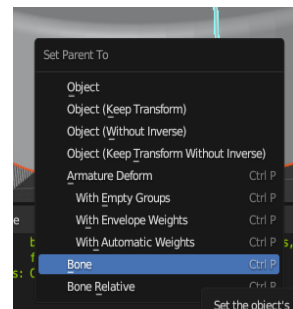 Set Parent To
Object
Object (Keep Transform)
Object (Without Inverse)
Object (Keep Transform Without Inverse)
Armature Deform Ctrl P
With Empty Groups Ctrl P
With Envelope Weights Ctrl P
With Automatic Weights Ctrl P
Bone Ctrl P
Bone Relative Ctrl P
Set the object's